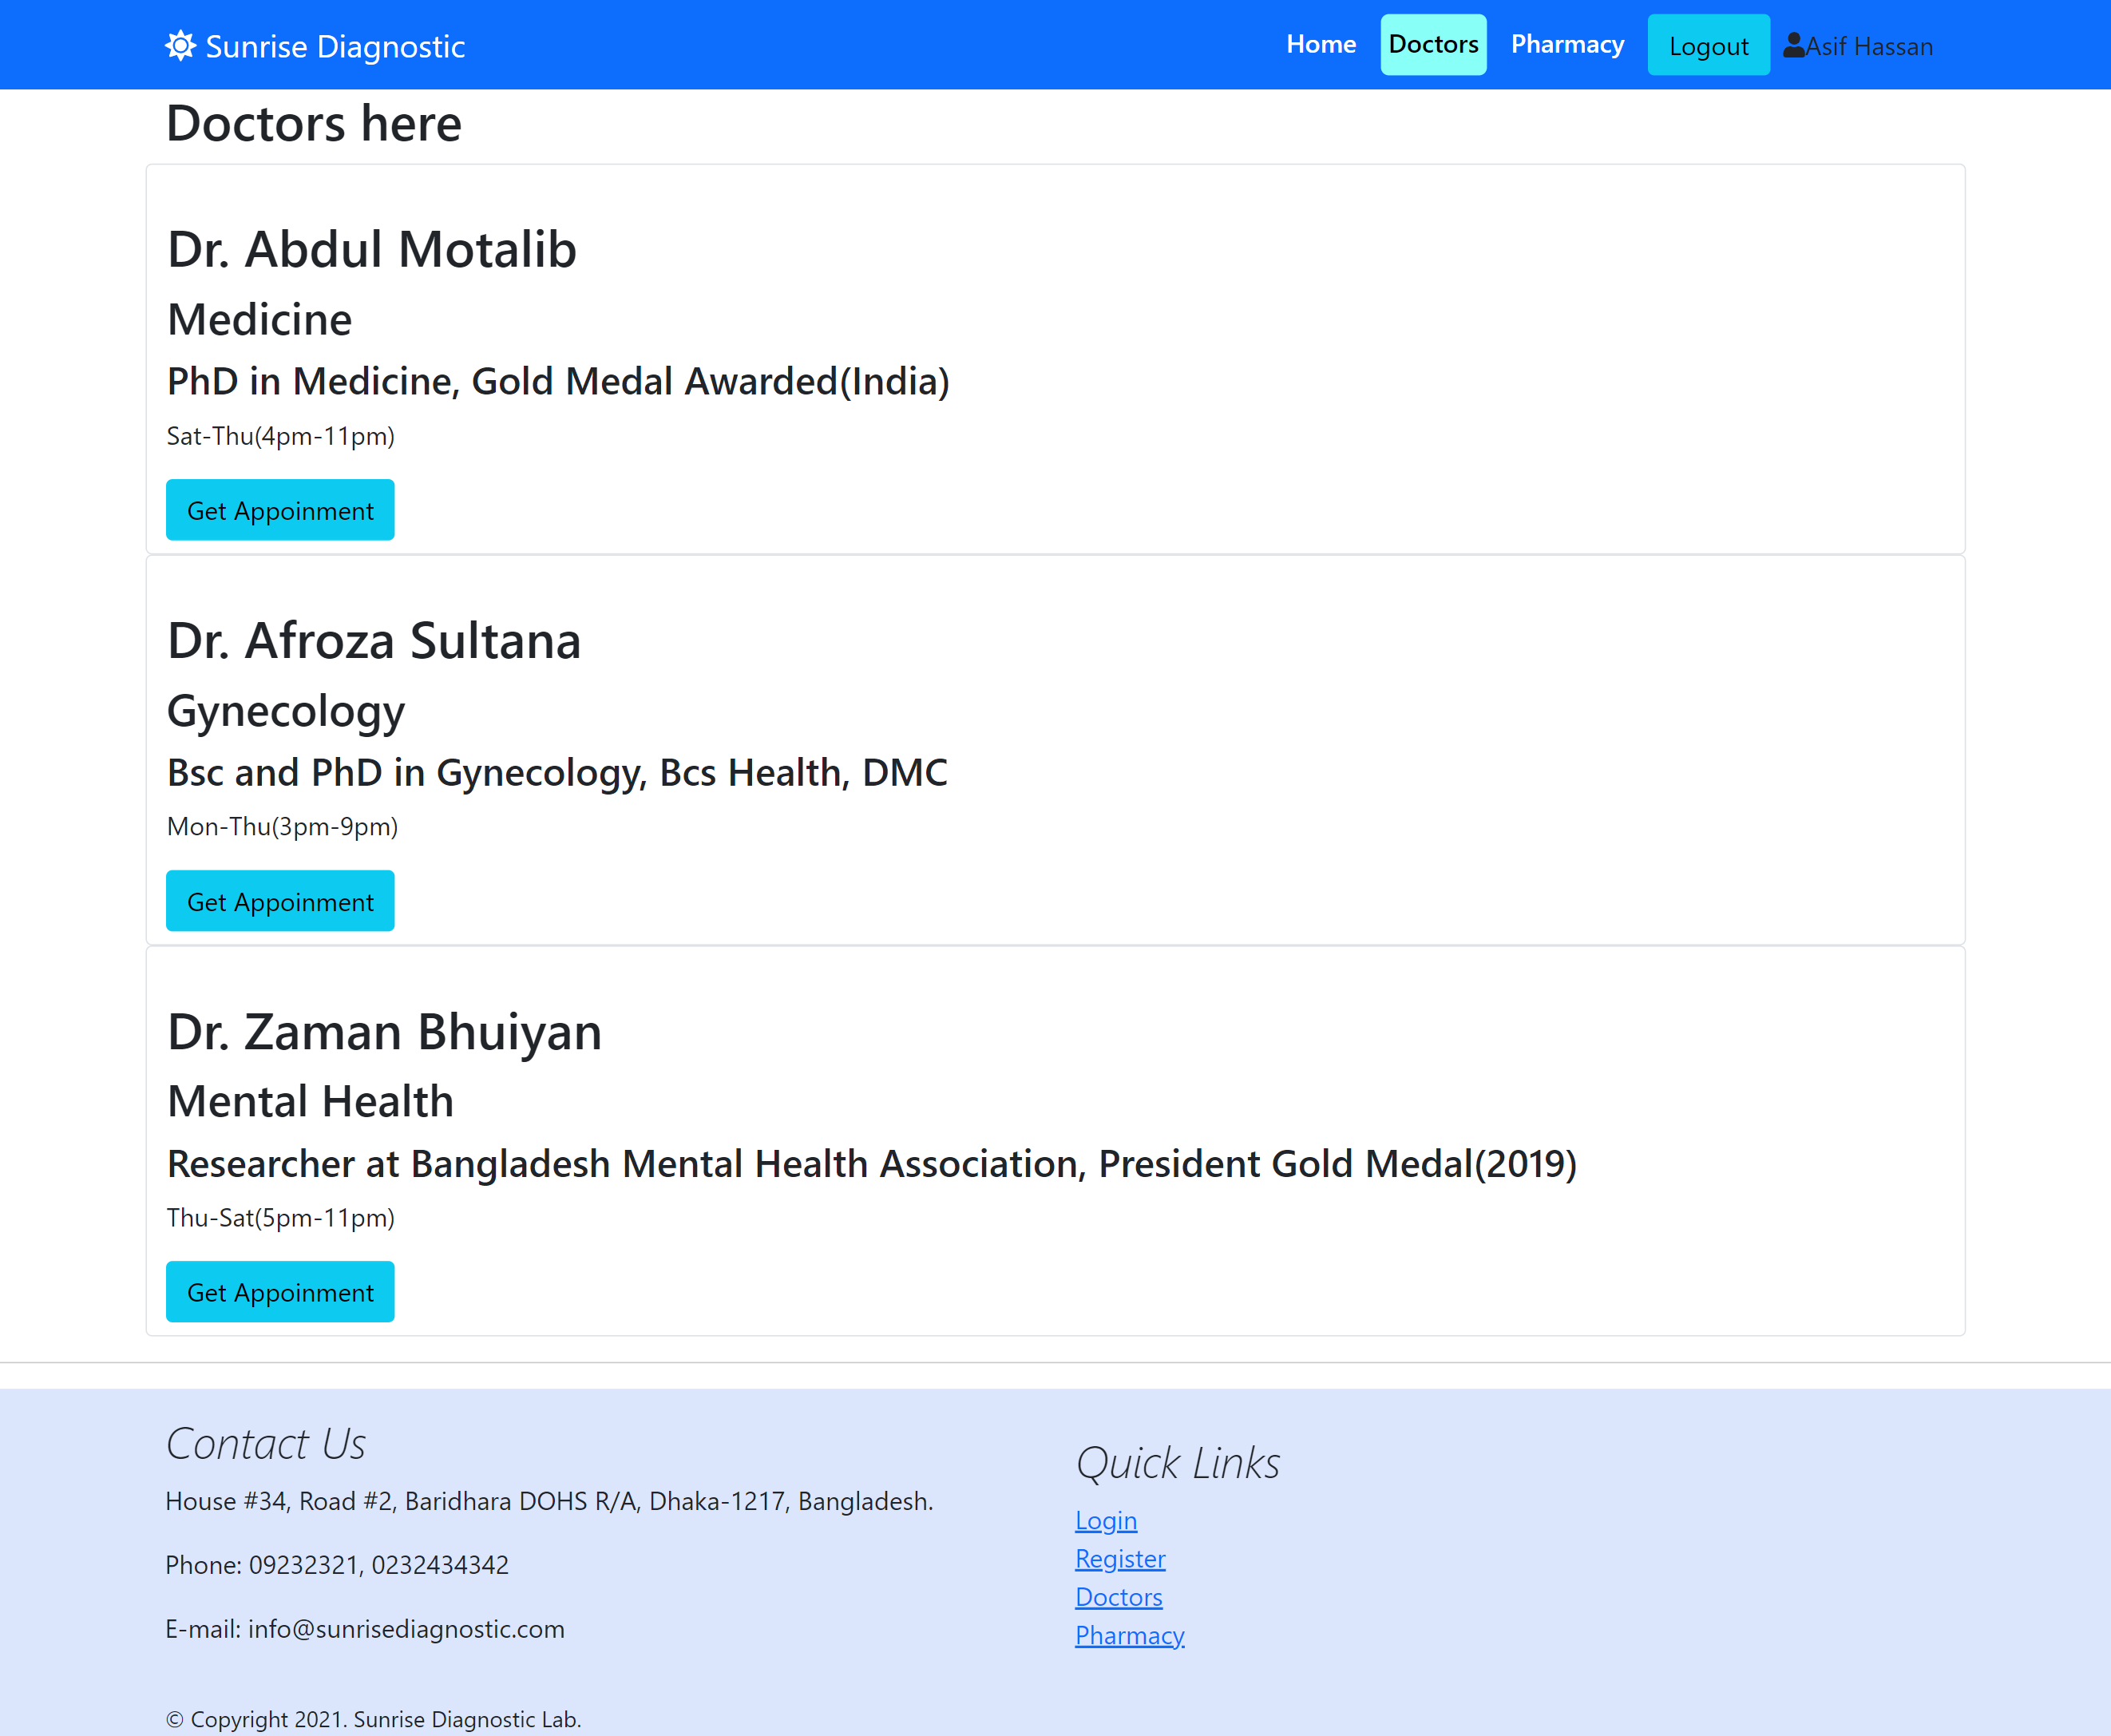 Sunrise Diagnostic
Home Doctors Pharmacy Logout Asif Hassan
Doctors here
Dr. Abdul Motalib
Medicine
PhD in Medicine, Gold Medal Awarded(India)
Sat-Thu(4pm-11pm)
Get Appoinment
Dr. Afroza Sultana
Gynecology
Bsc and PhD in Gynecology, Bcs Health, DMC
Mon-Thu(3pm-9pm)
Get Appoinment
Dr. Zaman Bhuiyan
Mental Health
Researcher at Bangladesh Mental Health Association, President Gold Medal(2019)
Thu-Sat(5pm-11pm)
Get Appoinment
Contact Us
House #34, Road #2, Baridhara DOHS R/A, Dhaka-1217, Bangladesh.
Phone: 09232321, 0232434342
E-mail: info@sunrisediagnostic.com
Quick Links
Login
Register
Doctors
Pharmacy
© Copyright 2021. Sunrise Diagnostic Lab.